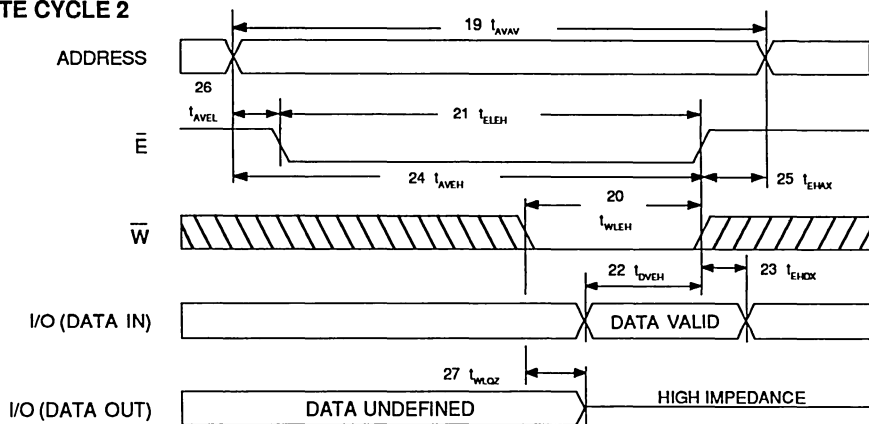 TE CYCLE 2
19 tAVAV
ADDRESS
26
tAVEL
21 tELEH
E̅
24 tAVEH
25 tEHAX
20
W̅
tWLEH
22 tDVEH
23 tEHDX
I/O (DATA IN)
DATA VALID
27 tWLQZ
HIGH IMPEDANCE
I/O (DATA OUT)
DATA UNDEFINED